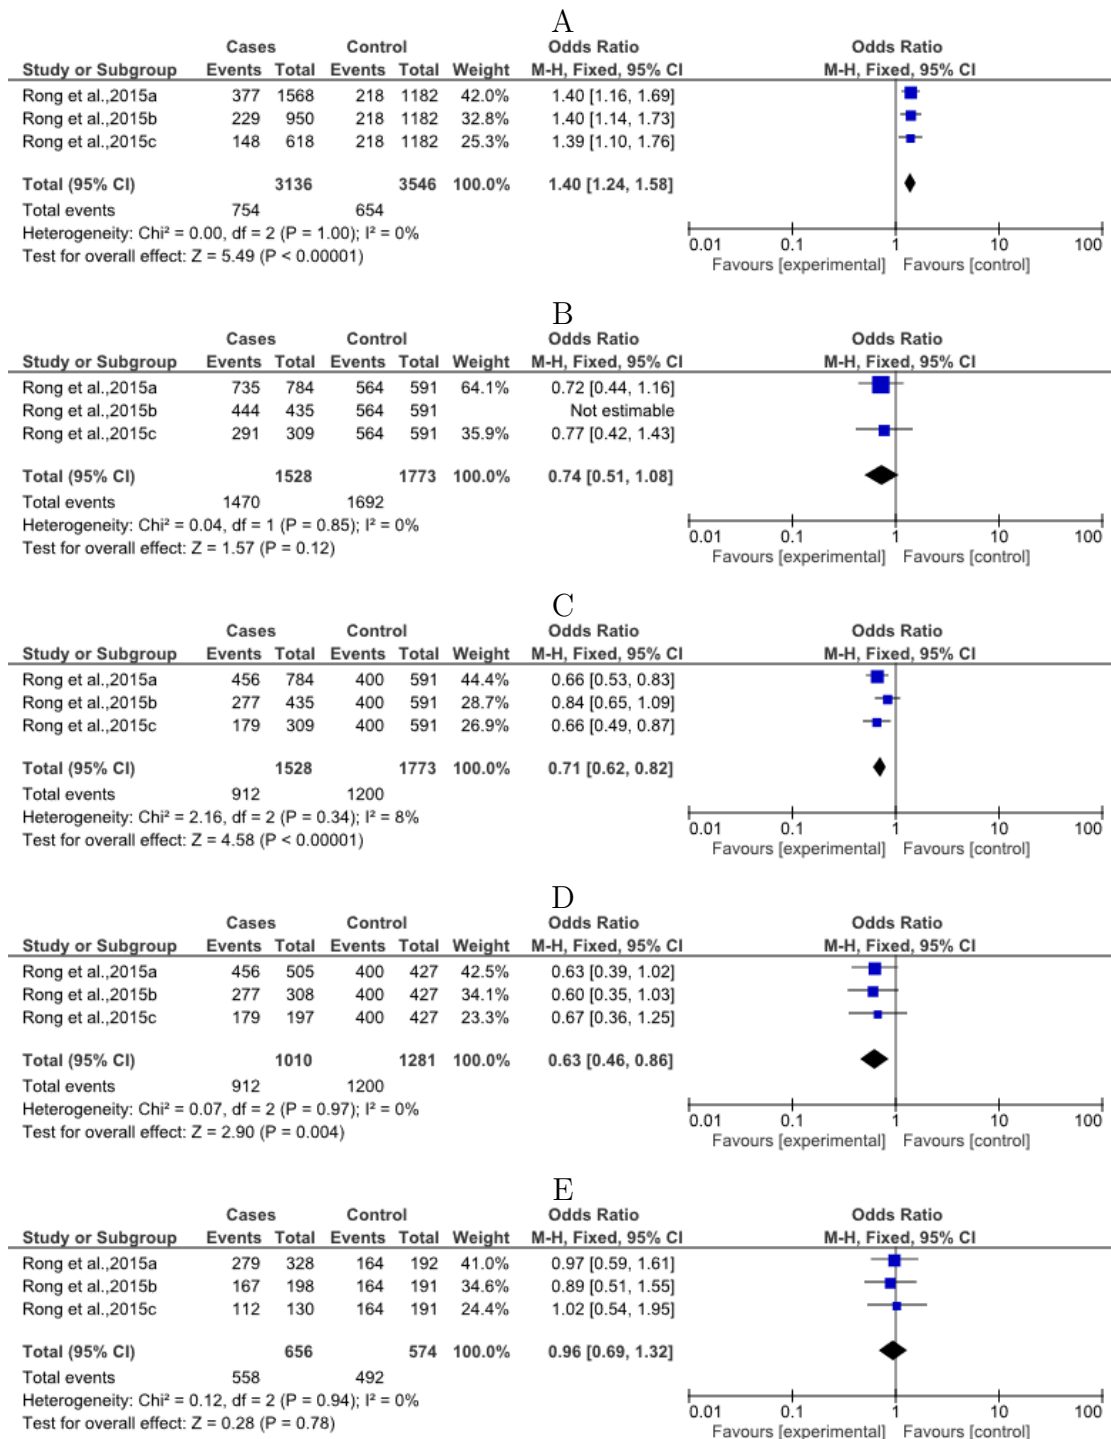 A
Cases Control Odds Ratio Odds Ratio
Study or Subgroup Events Total Events Total Weight M-H, Fixed, 95% CI M-H, Fixed, 95% CI
Rong et al.,2015a 377 1568 218 1182 42.0% 1.40 [1.16, 1.69]
Rong et al.,2015b 229 950 218 1182 32.8% 1.40 [1.14, 1.73]
Rong et al.,2015c 148 618 218 1182 25.3% 1.39 [1.10, 1.76]
Total (95% CI) 3136 3546 100.0% 1.40 [1.24, 1.58]
Total events 754 654
Heterogeneity: Chi² = 0.00, df = 2 (P = 1.00); I² = 0%
0.01 0.1 1 10 100
Test for overall effect: Z = 5.49 (P < 0.00001)
Favours [experimental] Favours [control]
B
Cases Control Odds Ratio Odds Ratio
Study or Subgroup Events Total Events Total Weight M-H, Fixed, 95% CI M-H, Fixed, 95% CI
Rong et al.,2015a 735 784 564 591 64.1% 0.72 [0.44, 1.16]
Rong et al.,2015b 444 435 564 591 Not estimable
Rong et al.,2015c 291 309 564 591 35.9% 0.77 [0.42, 1.43]
Total (95% CI) 1528 1773 100.0% 0.74 [0.51, 1.08]
Total events 1470 1692
Heterogeneity: Chi² = 0.04, df = 1 (P = 0.85); I² = 0%
0.01 0.1 1 10 100
Test for overall effect: Z = 1.57 (P = 0.12)
Favours [experimental] Favours [control]
C
Cases Control Odds Ratio Odds Ratio
Study or Subgroup Events Total Events Total Weight M-H, Fixed, 95% CI M-H, Fixed, 95% CI
Rong et al.,2015a 456 784 400 591 44.4% 0.66 [0.53, 0.83]
Rong et al.,2015b 277 435 400 591 28.7% 0.84 [0.65, 1.09]
Rong et al.,2015c 179 309 400 591 26.9% 0.66 [0.49, 0.87]
Total (95% CI) 1528 1773 100.0% 0.71 [0.62, 0.82]
Total events 912 1200
Heterogeneity: Chi² = 2.16, df = 2 (P = 0.34); I² = 8%
0.01 0.1 1 10 100
Test for overall effect: Z = 4.58 (P < 0.00001)
Favours [experimental] Favours [control]
D
Cases Control Odds Ratio Odds Ratio
Study or Subgroup Events Total Events Total Weight M-H, Fixed, 95% CI M-H, Fixed, 95% CI
Rong et al.,2015a 456 505 400 427 42.5% 0.63 [0.39, 1.02]
Rong et al.,2015b 277 308 400 427 34.1% 0.60 [0.35, 1.03]
Rong et al.,2015c 179 197 400 427 23.3% 0.67 [0.36, 1.25]
Total (95% CI) 1010 1281 100.0% 0.63 [0.46, 0.86]
Total events 912 1200
Heterogeneity: Chi² = 0.07, df = 2 (P = 0.97); I² = 0%
0.01 0.1 1 10 100
Test for overall effect: Z = 2.90 (P = 0.004)
Favours [experimental] Favours [control]
E
Cases Control Odds Ratio Odds Ratio
Study or Subgroup Events Total Events Total Weight M-H, Fixed, 95% CI M-H, Fixed, 95% CI
Rong et al.,2015a 279 328 164 192 41.0% 0.97 [0.59, 1.61]
Rong et al.,2015b 167 198 164 191 34.6% 0.89 [0.51, 1.55]
Rong et al.,2015c 112 130 164 191 24.4% 1.02 [0.54, 1.95]
Total (95% CI) 656 574 100.0% 0.96 [0.69, 1.32]
Total events 558 492
Heterogeneity: Chi² = 0.12, df = 2 (P = 0.94); I² = 0%
0.01 0.1 1 10 100
Test for overall effect: Z = 0.28 (P = 0.78)
Favours [experimental] Favours [control]